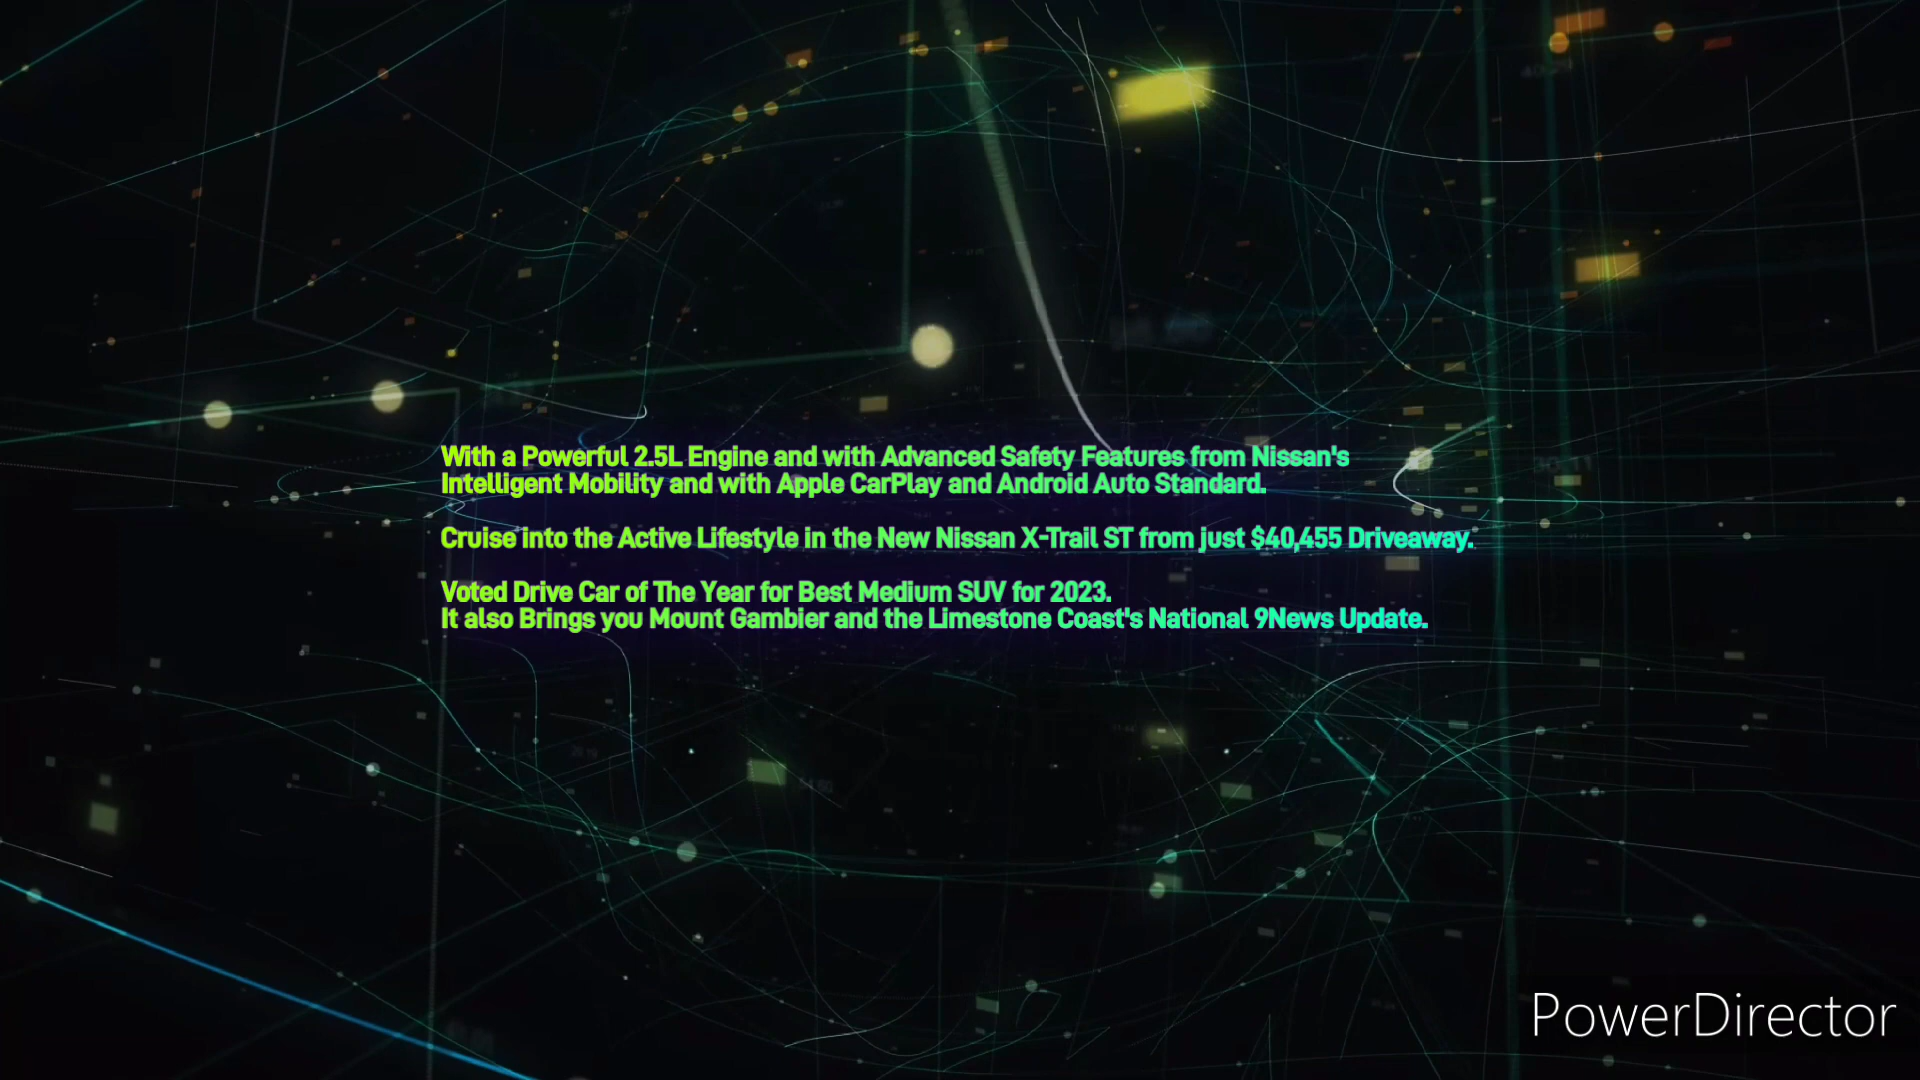 With a Powerful 2.5L Engine and with Advanced Safety Features from Nissan's
Intelligent Mobility and with Apple CarPlay and Android Auto Standard.
Cruise into the Active Lifestyle in the New Nissan X-Trail ST from just $40,455 Driveaway.
Voted Drive Car of The Year for Best Medium SUV for 2023.
It also Brings you Mount Gambier and the Limestone Coast's National 9News Update.
PowerDirector